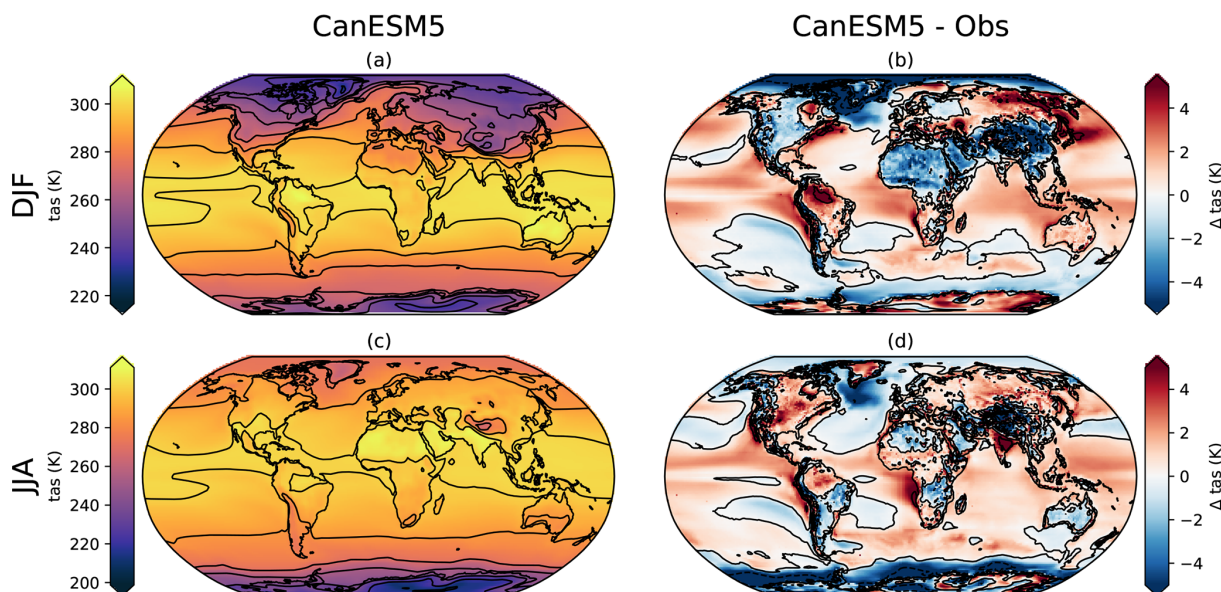 CanESM5
CanESM5 - Obs
(a)
(b)
DJF
tas (K)
300
280
260
240
220
Δ tas (K)
4
2
0
−2
−4
(c)
(d)
JJA
tas (K)
300
280
260
240
220
200
Δ tas (K)
4
2
0
−2
−4